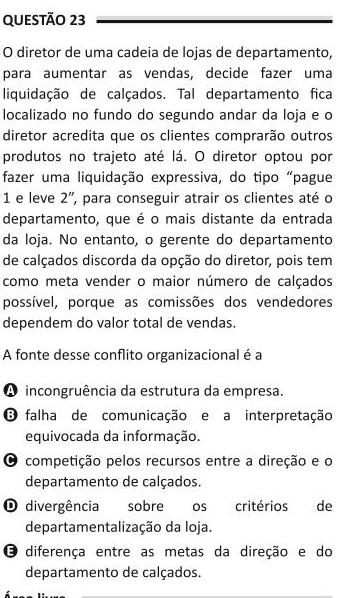 QUESTÃO 23
O diretor de uma cadeia de lojas de departamento,
para aumentar as vendas, decide fazer uma
liquidação de calçados. Tal departamento fica
localizado no fundo do segundo andar da loja e o
diretor acredita que os clientes comprarão outros
produtos no trajeto até lá. O diretor optou por
fazer uma liquidação expressiva, do tipo “pague
1 e leve 2”, para conseguir atrair os clientes até o
departamento, que é o mais distante da entrada
da loja. No entanto, o gerente do departamento
de calçados discorda da opção do diretor, pois tem
como meta vender o maior número de calçados
possível, porque as comissões dos vendedores
dependem do valor total de vendas.
A fonte desse conflito organizacional é a
A incongruência da estrutura da empresa.
B falha de comunicação e a interpretação
equivocada da informação.
C competição pelos recursos entre a direção e o
departamento de calçados.
D divergência sobre os critérios de
departamentalização da loja.
E diferença entre as metas da direção e do
departamento de calçados.
Área livre